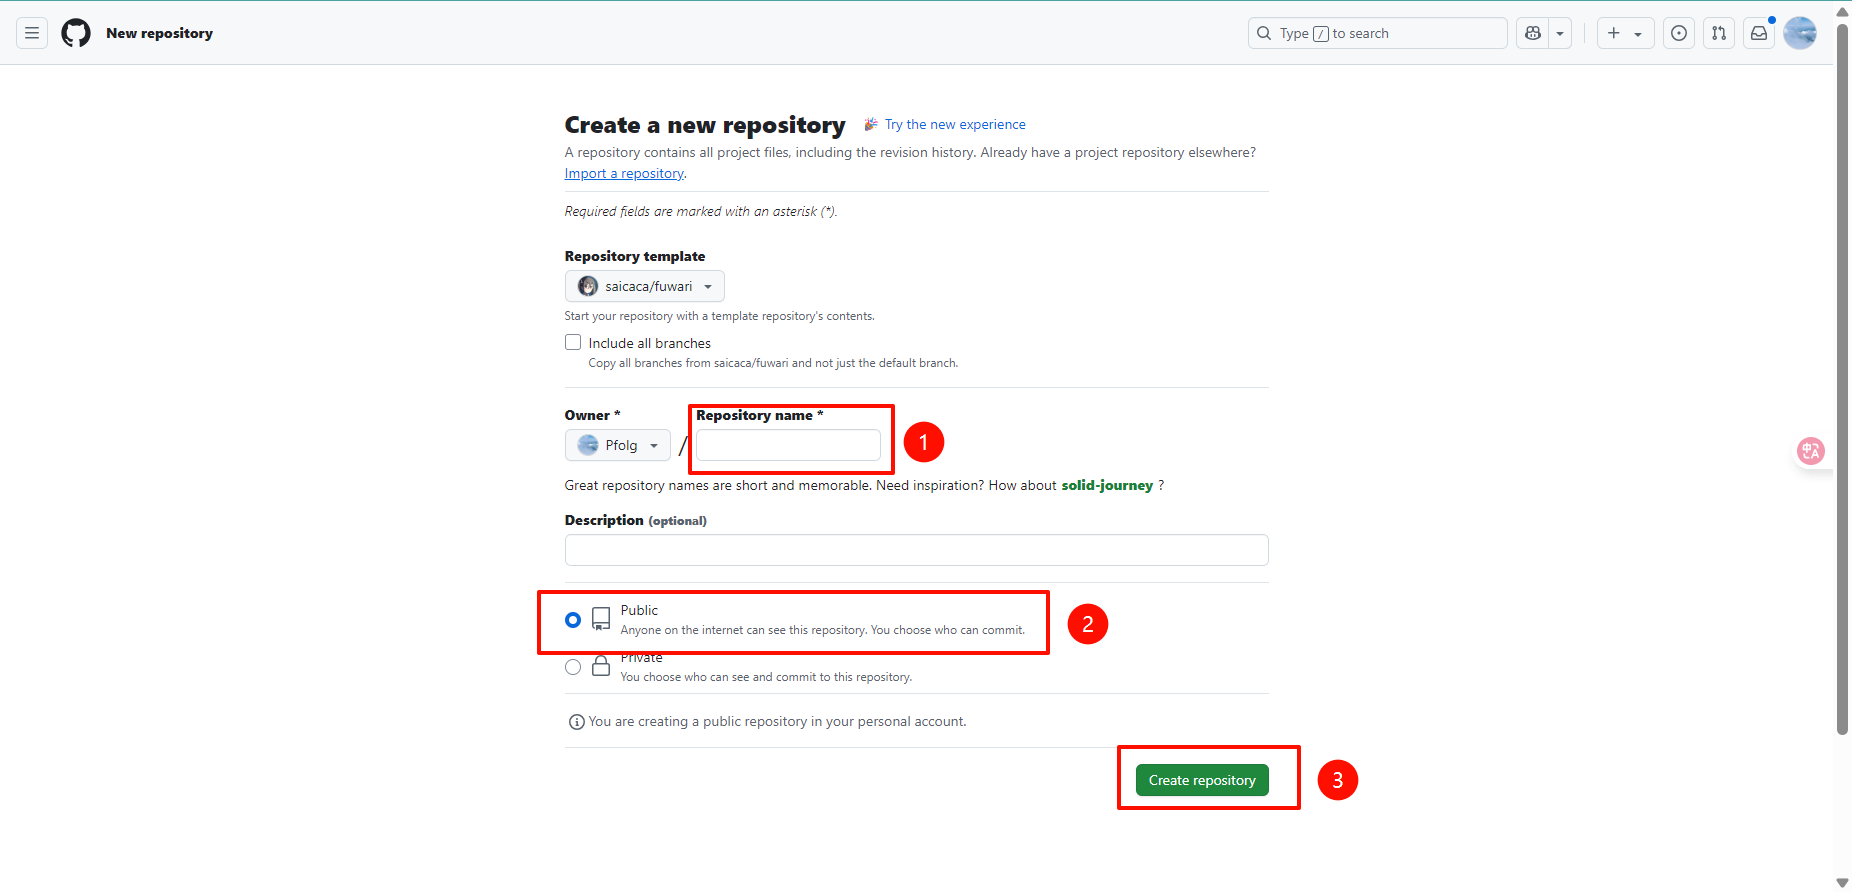 New repository
Type / to search
Create a new repository
Try the new experience
A repository contains all project files, including the revision history. Already have a project repository elsewhere?
Import a repository.
Required fields are marked with an asterisk (*).
Repository template
saicaca/fuwari
Start your repository with a template repository's contents.
Include all branches
Copy all branches from saicaca/fuwari and not just the default branch.
Owner *
Repository name *
Pfolg
/
1
Great repository names are short and memorable. Need inspiration? How about solid-journey ?
Description (optional)
Public
Anyone on the internet can see this repository. You choose who can commit.
2
Private
You choose who can see and commit to this repository.
You are creating a public repository in your personal account.
Create repository
3
中A